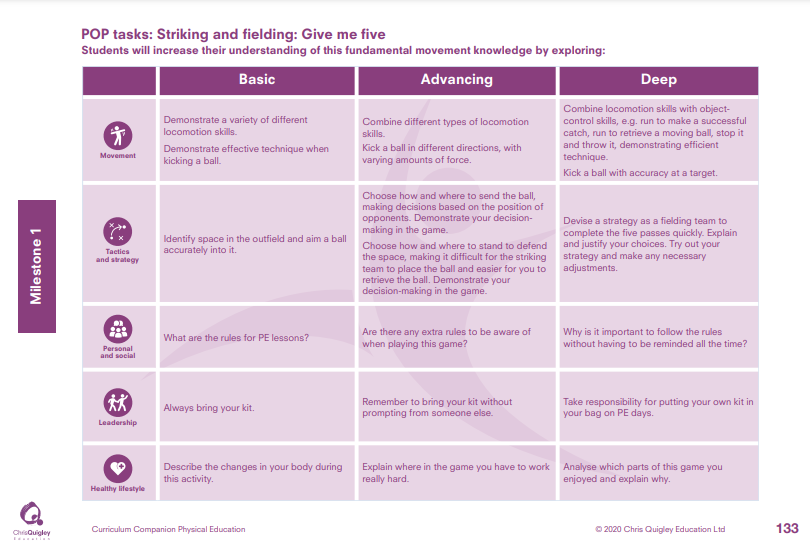 POP tasks: Striking and fielding: Give me five
Students will increase their understanding of this fundamental movement knowledge by exploring:
Basic
Advancing
Deep
Milestone 1
Movement
Demonstrate a variety of different
locomotion skills.
Demonstrate effective technique when
kicking a ball.
Combine different types of locomotion
skills.
Kick a ball in different directions, with
varying amounts of force.
Combine locomotion skills with object-
control skills, e.g. run to make a successful
catch, run to retrieve a moving ball, stop it
and throw it, demonstrating efficient
technique.
Kick a ball with accuracy at a target.
Tactics
and strategy
Identify space in the outfield and aim a ball
accurately into it.
Choose how and where to send the ball,
making decisions based on the position of
opponents. Demonstrate your decision-
making in the game.
Choose how and where to stand to defend
the space, making it difficult for the striking
team to place the ball and easier for you to
retrieve the ball. Demonstrate your
decision-making in the game.
Devise a strategy as a fielding team to
complete the five passes quickly. Explain
and justify your choices. Try out your
strategy and make any necessary
adjustments.
Personal
and social
What are the rules for PE lessons?
Are there any extra rules to be aware of
when playing this game?
Why is it important to follow the rules
without having to be reminded all the time?
Leadership
Always bring your kit.
Remember to bring your kit without
prompting from someone else.
Take responsibility for putting your own kit in
your bag on PE days.
Healthy lifestyle
Describe the changes in your body during
this activity.
Explain where in the game you have to work
really hard.
Analyse which parts of this game you
enjoyed and explain why.
ChrisQuigley
Education
Curriculum Companion Physical Education
© 2020 Chris Quigley Education Ltd
133